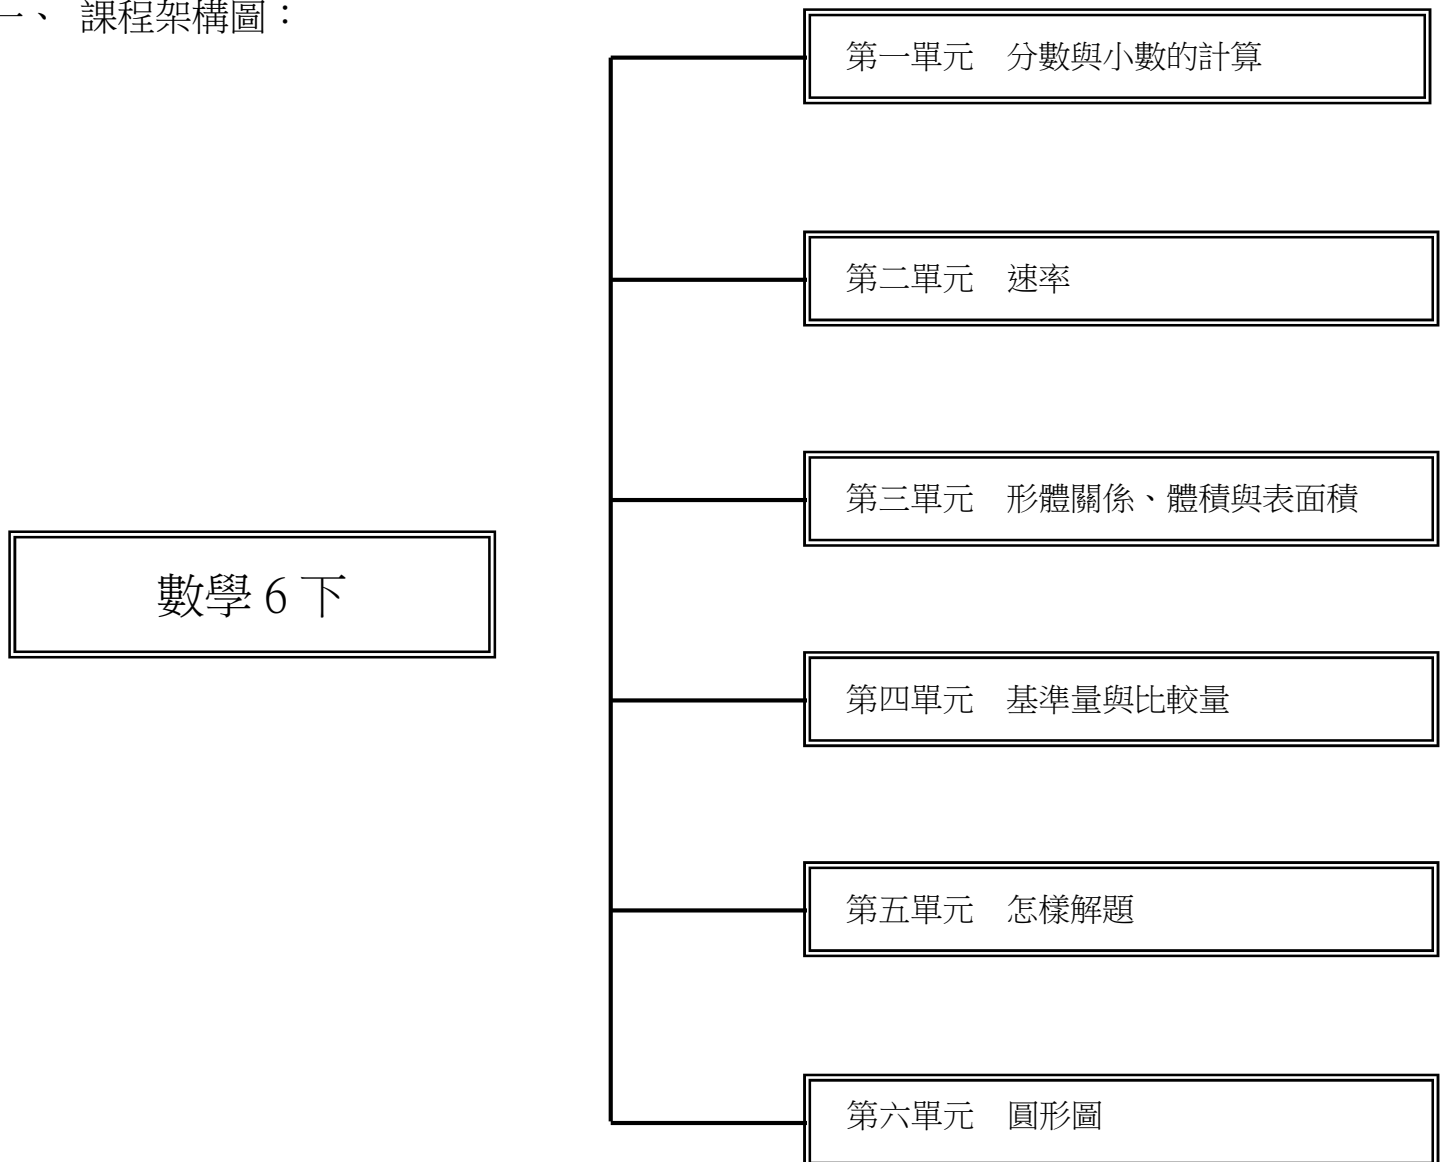 一、 課程架構圖：
第一單元　分數與小數的計算
第二單元　速率
第三單元　形體關係、體積與表面積
數學 6 下
第四單元　基準量與比較量
第五單元　怎樣解題
第六單元　圓形圖